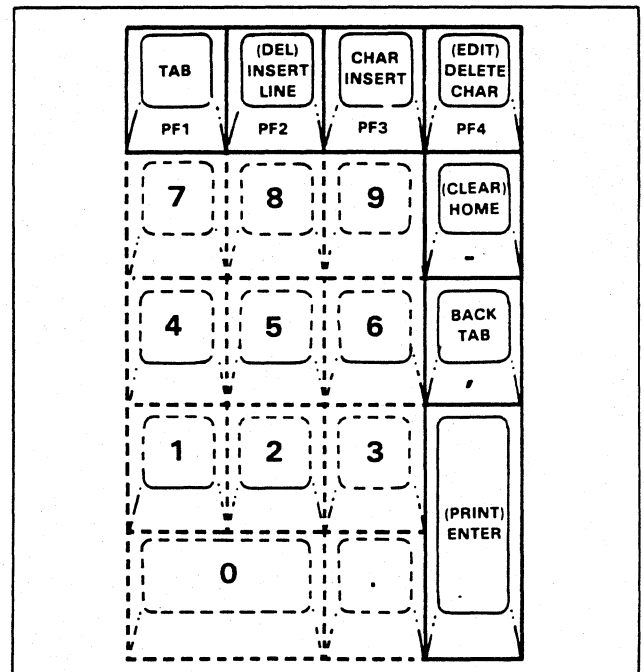 TAB
(DEL)
INSERT
LINE
CHAR
INSERT
(EDIT)
DELETE
CHAR
PF1
PF2
PF3
PF4
7
8
9
(CLEAR)
HOME
-
4
5
6
BACK
TAB
,
1
2
3
(PRINT)
ENTER
0
.